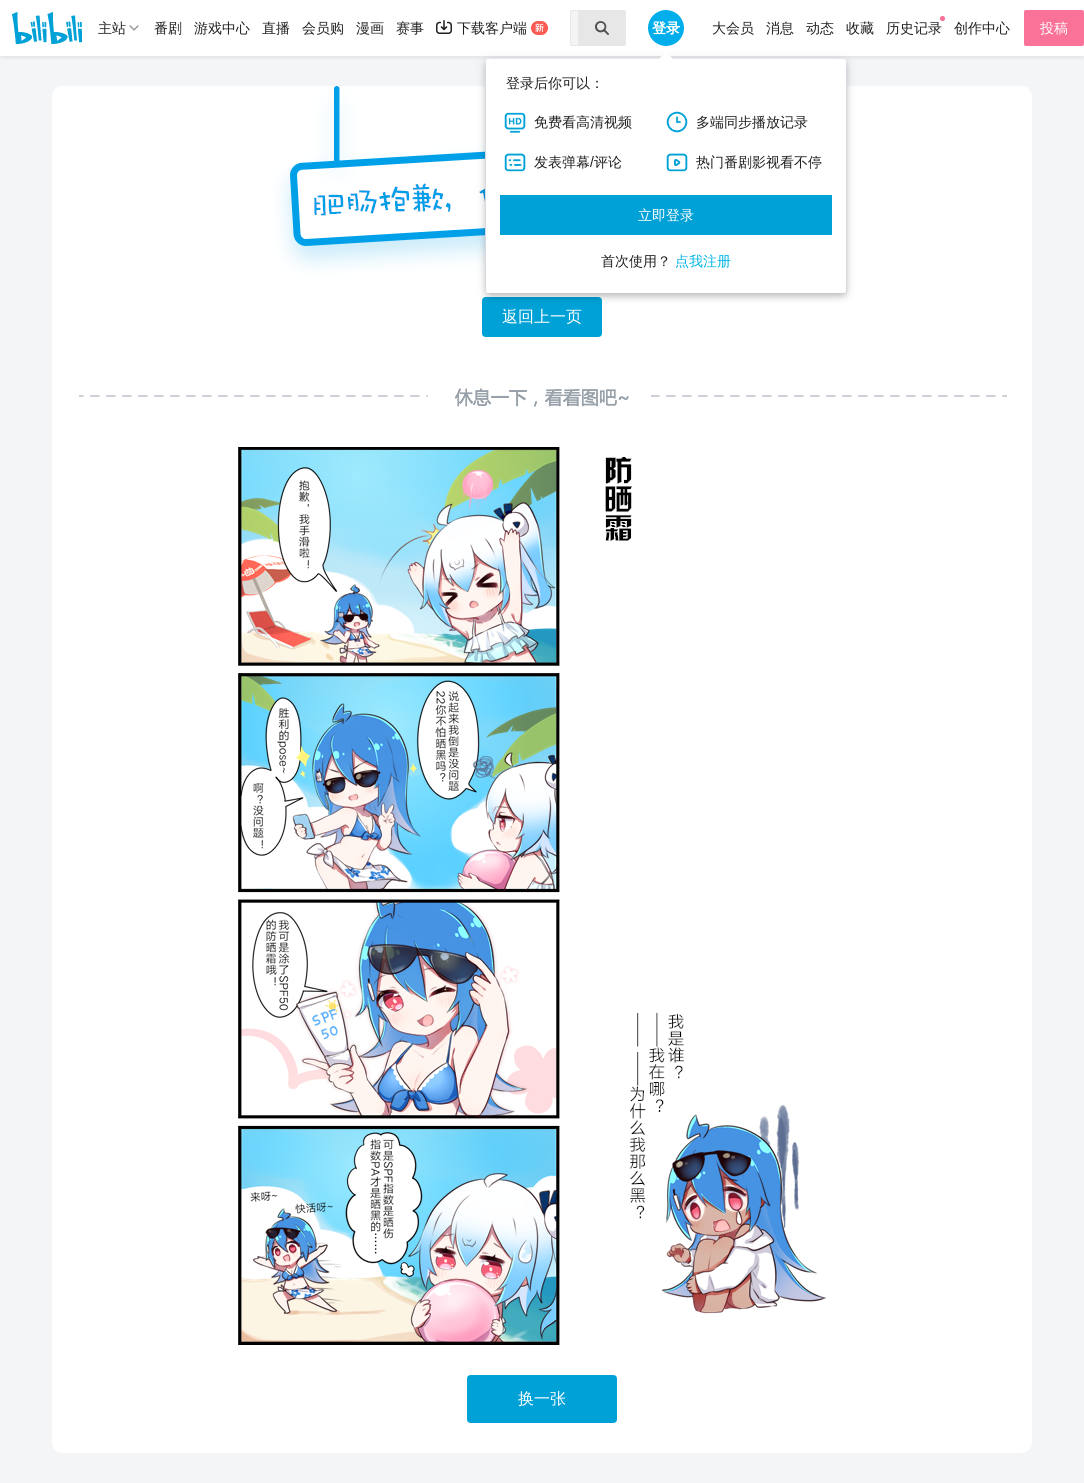 bilibili
主站
番剧
游戏中心
直播
会员购
漫画
赛事
下载客户端
新
登录
大会员
消息
动态
收藏
历史记录
创作中心
投稿
登录后你可以：
HD 免费看高清视频
多端同步播放记录
发表弹幕/评论
热门番剧影视看不停
立即登录
首次使用？ 点我注册
肥肠抱歉，
返回上一页
休息一下，看看图吧~
防晒霜
抱歉，我手滑啦！
说起来我倒是没问题
22你不怕晒黑吗？
胜利的pose~
啊？没问题！
我可是涂了SPF50
的防晒霜哦！
SPF
50
可是SPF指数是晒伤
指数PA才是晒黑的……
来呀~
快活呀~
我是谁？
——我在哪？
—— ——为什么我那么黑？
换一张